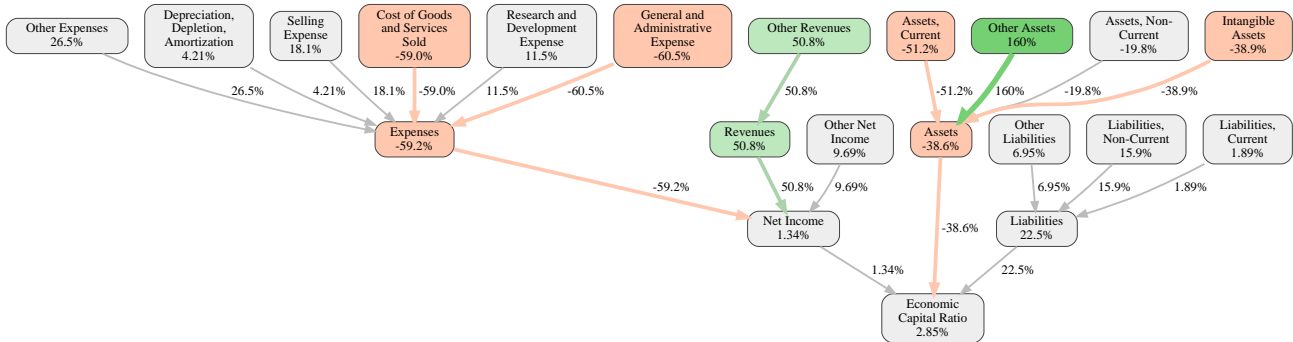 Other Expenses
26.5%
Depreciation,
Depletion,
Amortization
4.21%
Selling
Expense
18.1%
Cost of Goods
and Services
Sold
-59.0%
Research and
Development
Expense
11.5%
General and
Administrative
Expense
-60.5%
Other Revenues
50.8%
Assets,
Current
-51.2%
Other Assets
160%
Assets, Non-
Current
-19.8%
Intangible
Assets
-38.9%
26.5%
4.21%
18.1%
-59.0%
11.5%
-60.5%
50.8%
-51.2%
160%
-19.8%
-38.9%
Expenses
-59.2%
Revenues
50.8%
Other Net
Income
9.69%
Assets
-38.6%
Other
Liabilities
6.95%
Liabilities,
Non-Current
15.9%
Liabilities,
Current
1.89%
-59.2%
50.8%
9.69%
6.95%
15.9%
1.89%
Net Income
1.34%
-38.6%
Liabilities
22.5%
1.34%
22.5%
Economic
Capital Ratio
2.85%